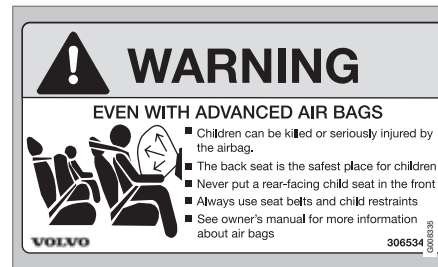 WARNING
EVEN WITH ADVANCED AIR BAGS
■ Children can be killed or seriously injured by
the airbag.
■ The back seat is the safest place for children
■ Never put a rear-facing child seat in the front
■ Always use seat belts and child restraints
■ See owner's manual for more information
about air bags
VOLVO
306534
G008335